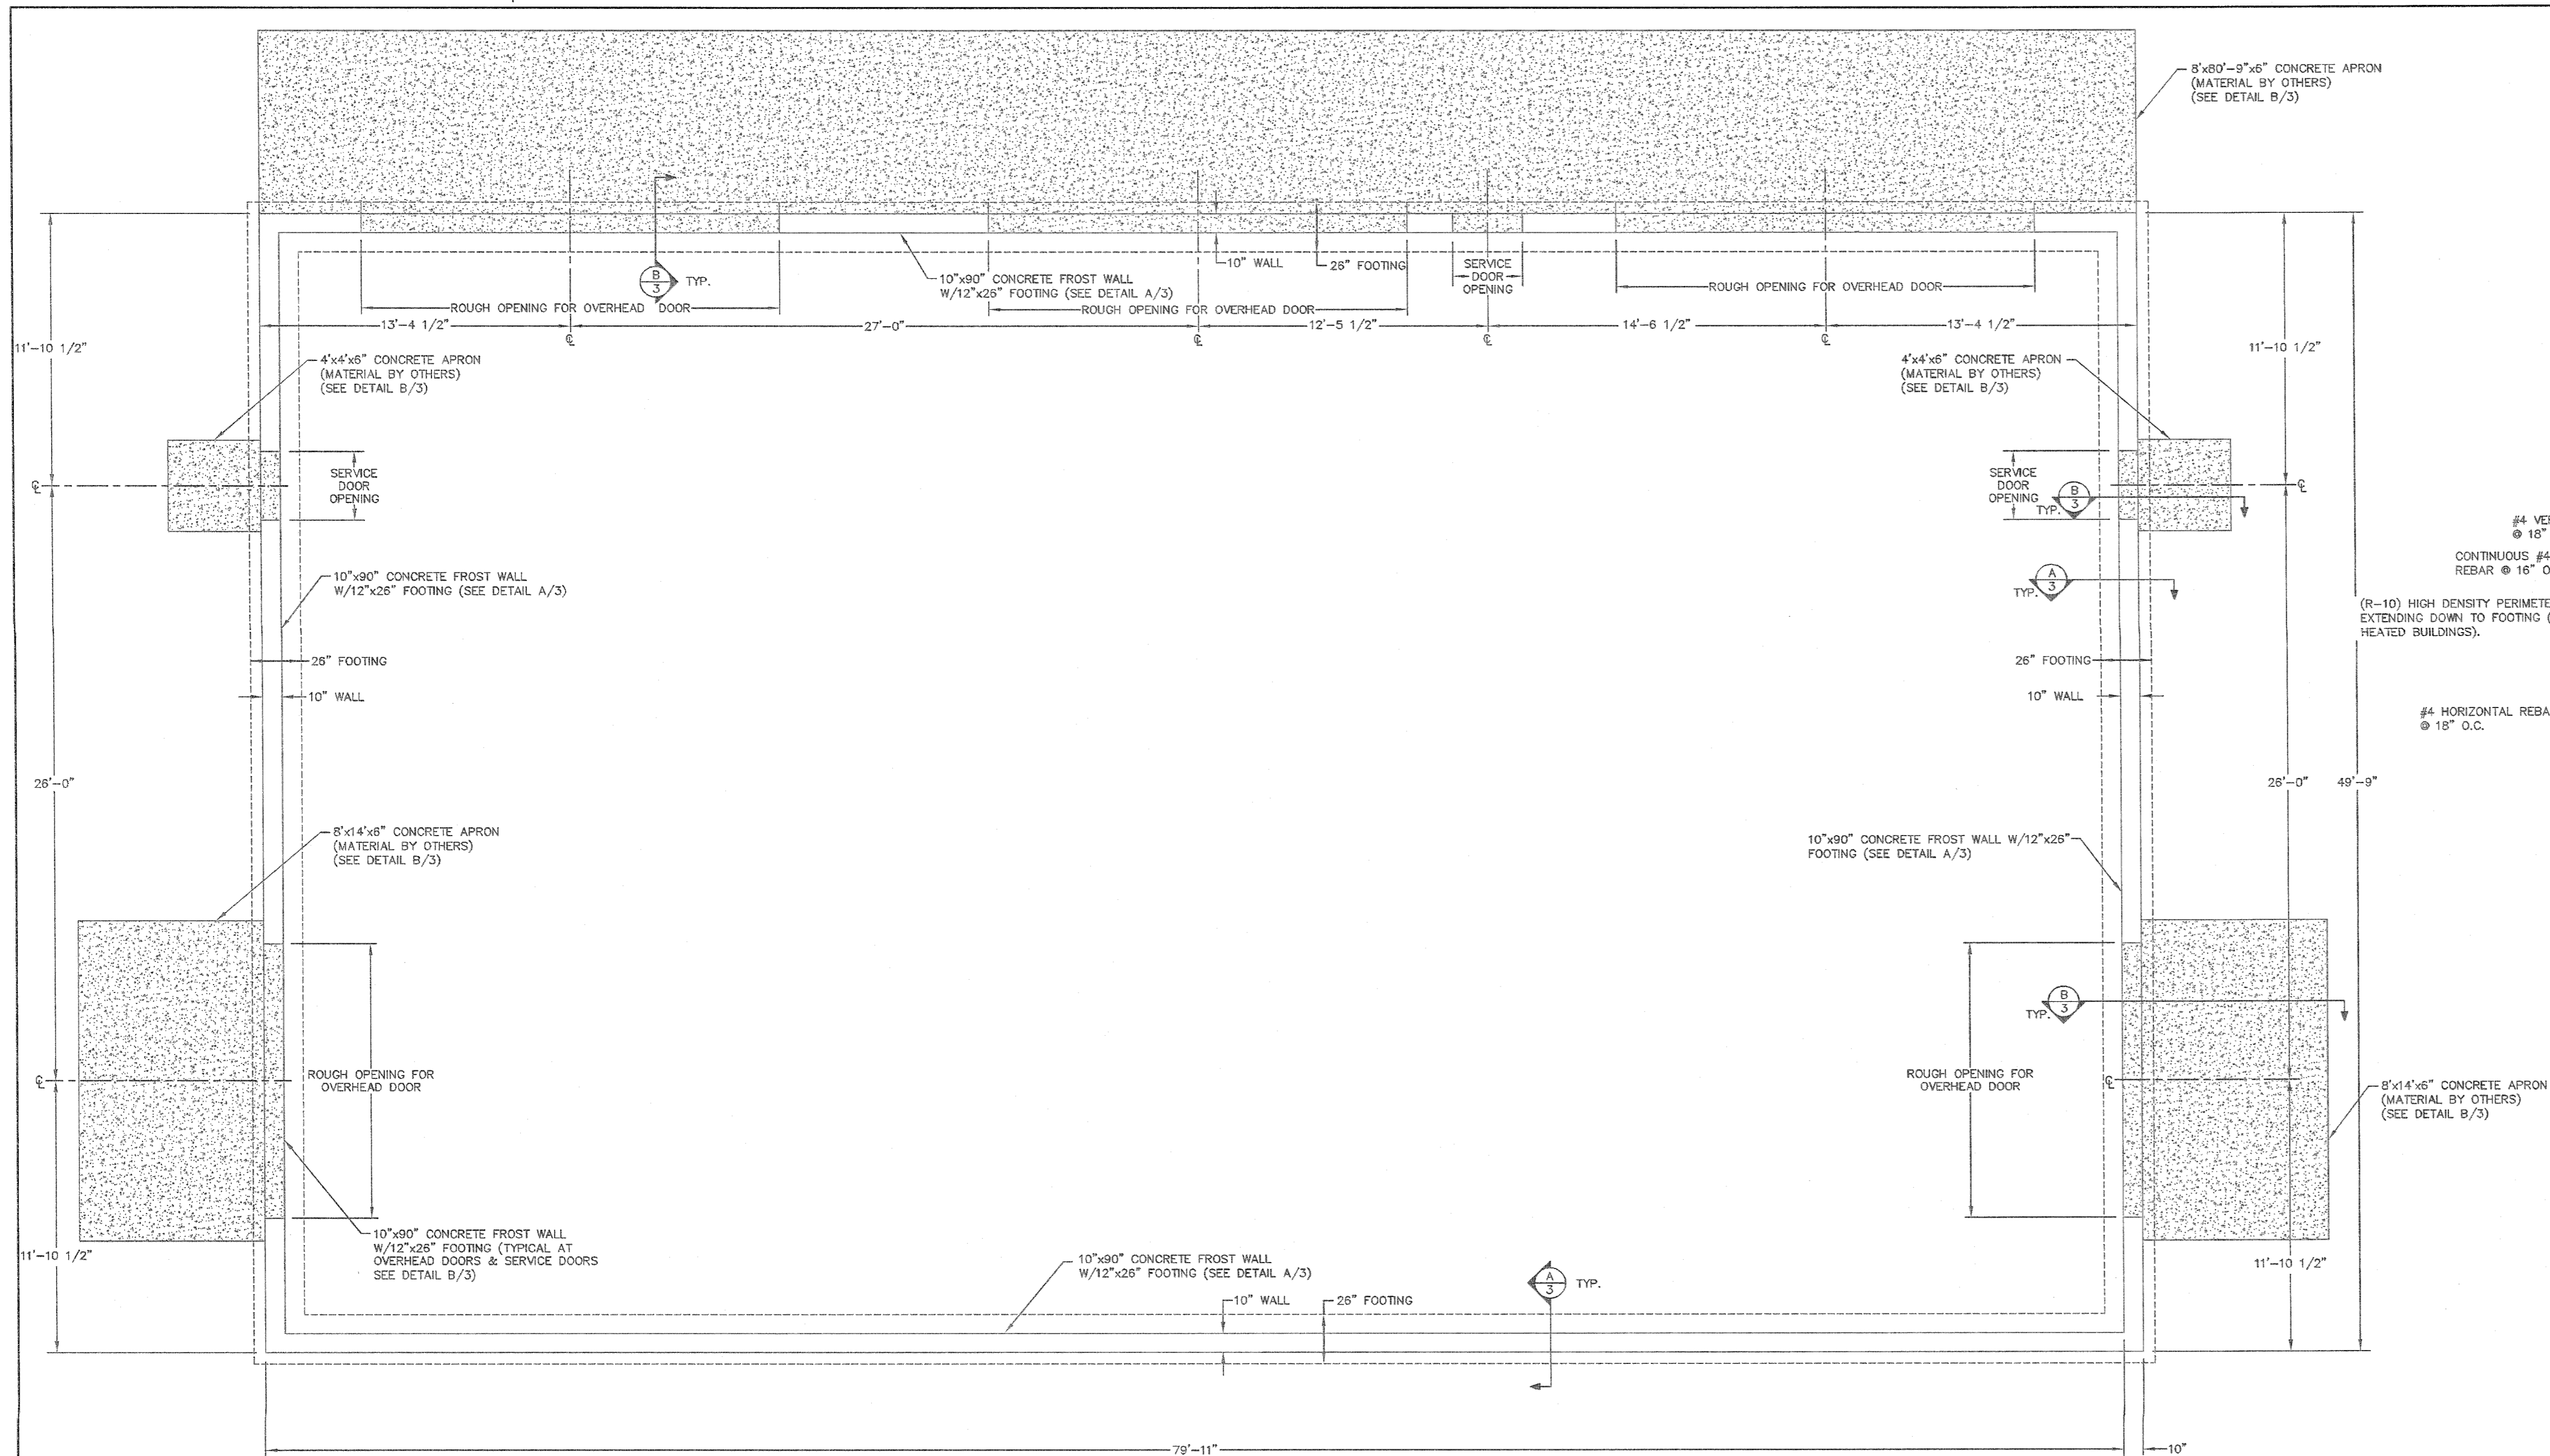 8'x80'-9"x6" CONCRETE APRON
(MATERIAL BY OTHERS)
(SEE DETAIL B/3)
B
3
TYP.
10"x90" CONCRETE FROST WALL
W/12"x26" FOOTING (SEE DETAIL A/3)
10" WALL
26" FOOTING
SERVICE
DOOR
OPENING
ROUGH OPENING FOR OVERHEAD DOOR
ROUGH OPENING FOR OVERHEAD DOOR
ROUGH OPENING FOR OVERHEAD DOOR
13'-4 1/2"
27'-0"
12'-5 1/2"
14'-6 1/2"
13'-4 1/2"
11'-10 1/2"
11'-10 1/2"
4'x4'x6" CONCRETE APRON
(MATERIAL BY OTHERS)
(SEE DETAIL B/3)
4'x4'x6" CONCRETE APRON
(MATERIAL BY OTHERS)
(SEE DETAIL B/3)
SERVICE
DOOR
OPENING
SERVICE
DOOR
OPENING
B
3
TYP.
#4 VE
@ 18"
CONTINUOUS #4
REBAR @ 16" O
A
3
TYP.
10"x90" CONCRETE FROST WALL
W/12"x26" FOOTING (SEE DETAIL A/3)
(R-10) HIGH DENSITY PERIMETE
EXTENDING DOWN TO FOOTING (
HEATED BUILDINGS).
26" FOOTING
10" WALL
26" FOOTING
10" WALL
#4 HORIZONTAL REBA
@ 18" O.C.
26'-0"
26'-0"
49'-9"
8'x14'x6" CONCRETE APRON
(MATERIAL BY OTHERS)
(SEE DETAIL B/3)
10"x90" CONCRETE FROST WALL W/12"x26"
FOOTING (SEE DETAIL A/3)
B
3
TYP.
ROUGH OPENING FOR
OVERHEAD DOOR
ROUGH OPENING FOR
OVERHEAD DOOR
8'x14'x6" CONCRETE APRON
(MATERIAL BY OTHERS)
(SEE DETAIL B/3)
10"x90" CONCRETE FROST WALL
W/12"x26" FOOTING (TYPICAL AT
OVERHEAD DOORS & SERVICE DOORS
SEE DETAIL B/3)
11'-10 1/2"
11'-10 1/2"
10"x90" CONCRETE FROST WALL
W/12"x26" FOOTING (SEE DETAIL A/3)
10" WALL
26" FOOTING
A
3
TYP.
79'-11"
10"